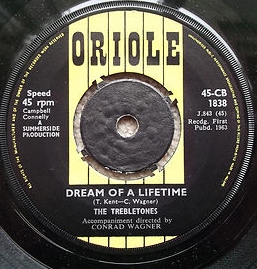 ORIOLE
Speed
45 rpm
Campbell
Connelly
A
SUMMERSIDE
PRODUCTION
45-CB
1838
J.843 (45)
Recdg. First
Pubd. 1963
DREAM OF A LIFETIME
(T. Kent—C. Wagner)
THE TREBLETONES
Accompaniment directed by
CONRAD WAGNER